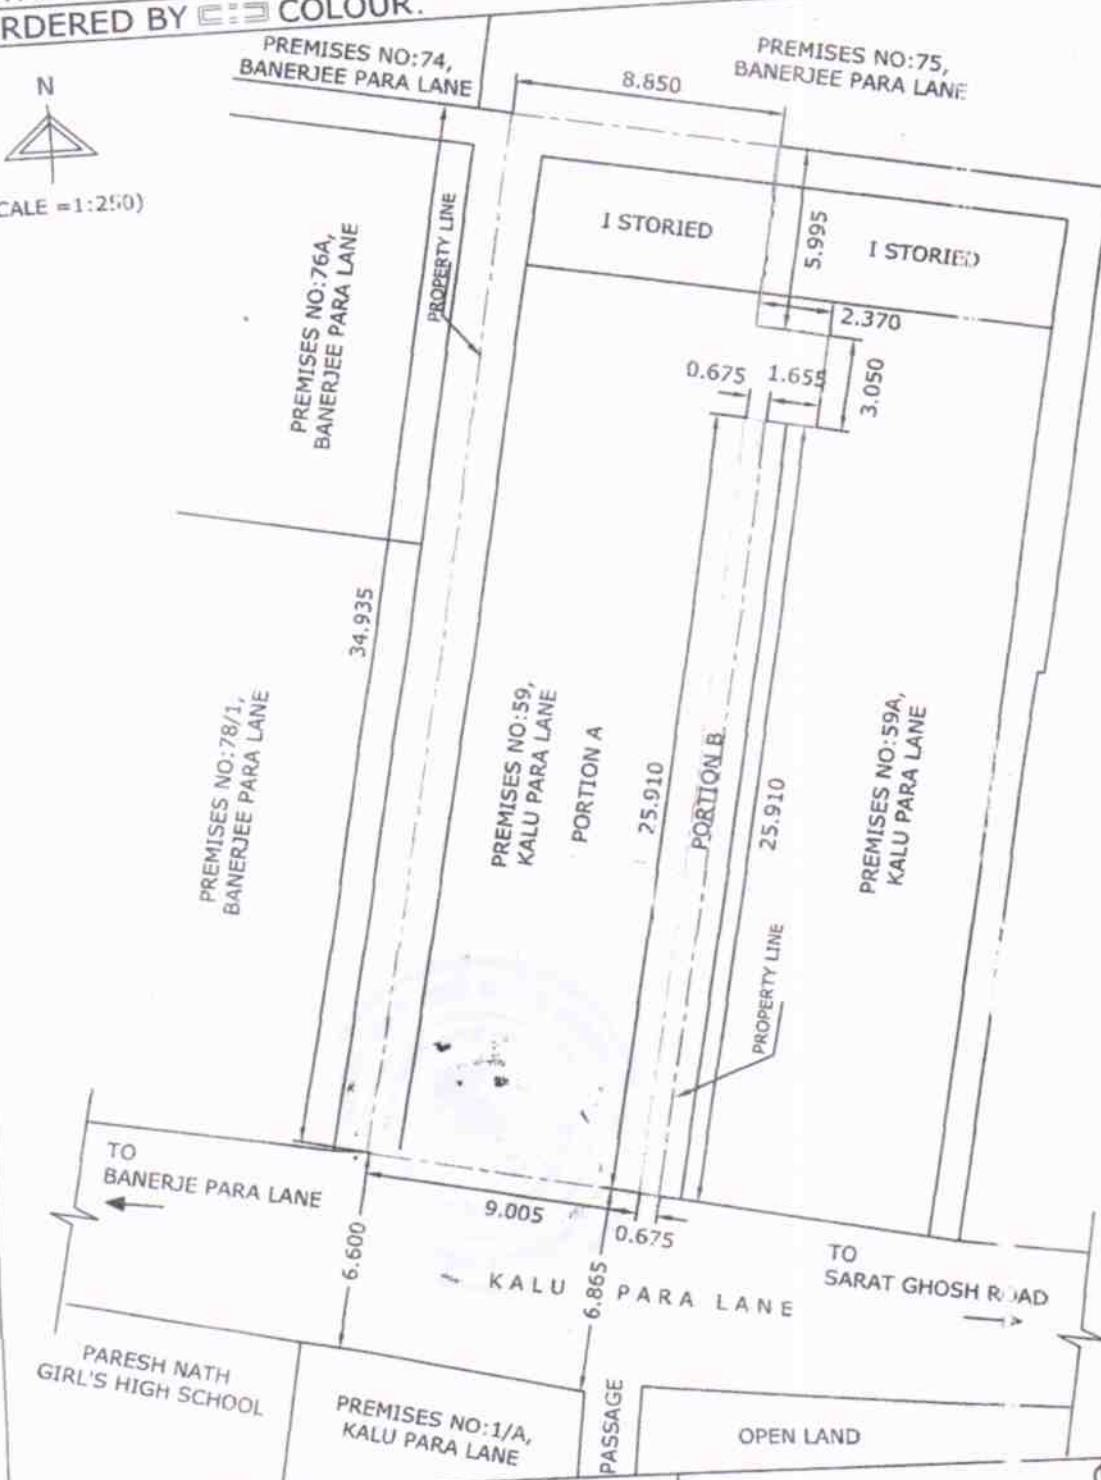 RDERED BY COLOUR.
PREMISES NO:74,
BANERJEE PARA LANE
PREMISES NO:75,
BANERJEE PARA LANE
N
CALE =1:250)
8.850
I STORIED
5.995
I STORIED
PROPERTY LINE
PREMISES NO:76A,
BANERJEE PARA LANE
2.370
0.675
1.655
3.050
34.935
PREMISES NO:78/1,
BANERJEE PARA LANE
PREMISES NO:59,
KALU PARA LANE
PORTION A
25.910
PORTION B
25.910
PREMISES NO:59A,
KALU PARA LANE
PROPERTY LINE
TO
BANERJE PARA LANE
9.005
0.675
6.600
6.865
KALU PARA LANE
TO
SARAT GHOSH ROAD
PARESH NATH
GIRL'S HIGH SCHOOL
PREMISES NO:1/A,
KALU PARA LANE
PASSAGE
OPEN LAND